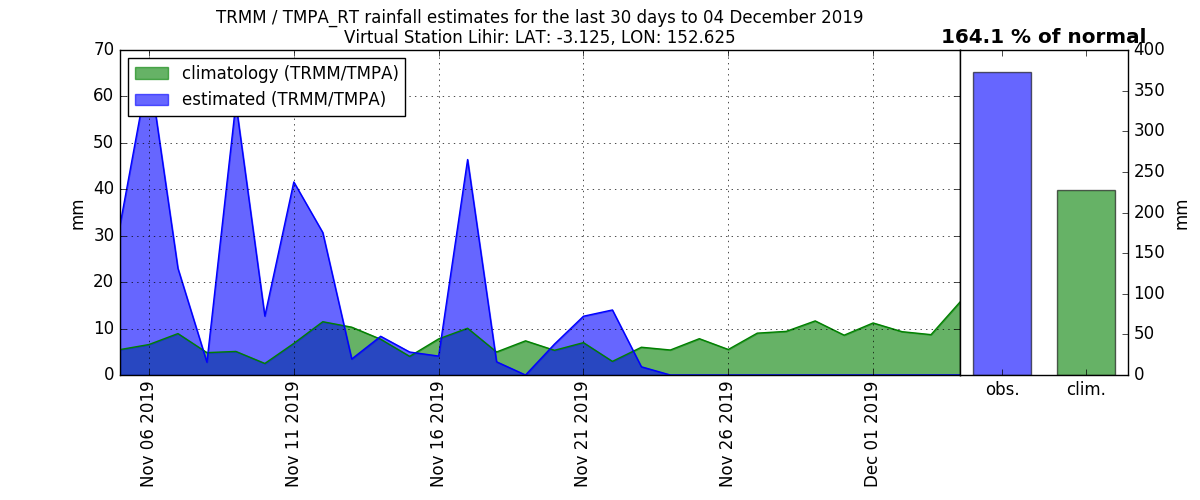 TRMM / TMPA_RT rainfall estimates for the last 30 days to 04 December 2019
Virtual Station Lihir: LAT: -3.125, LON: 152.625
164.1 % of normal
climatology (TRMM/TMPA)
estimated (TRMM/TMPA)
70
60
50
40
30
20
10
0
mm
Nov 06 2019
Nov 11 2019
Nov 16 2019
Nov 21 2019
Nov 26 2019
Dec 01 2019
400
350
300
250
200
150
100
50
0
mm
obs.
clim.